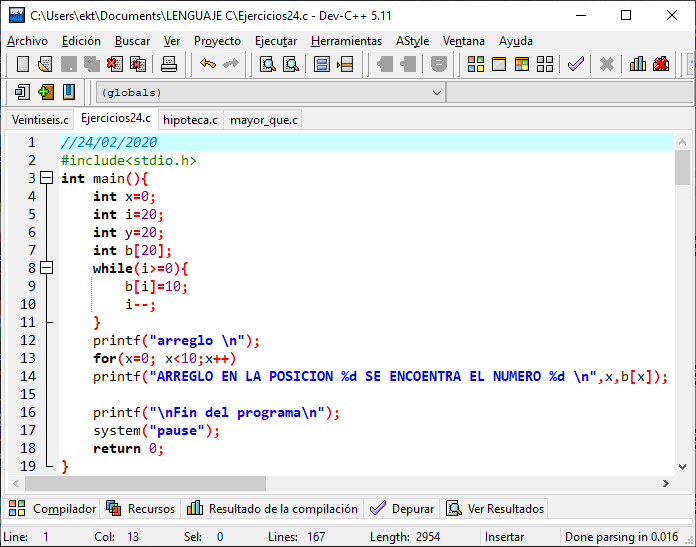 C:\Users\ekt\Documents\LENGUAJE C\Ejercicios24.c - Dev-C++ 5.11
Archivo Edición Buscar Ver Proyecto Ejecutar Herramientas AStyle Ventana Ayuda
(globals)
Veintiseis.c Ejercicios24.c hipoteca.c mayor_que.c
1 //24/02/2020
2 #include<stdio.h>
3 int main(){
4 int x=0;
5 int i=20;
6 int y=20;
7 int b[20];
8 while(i>=0){
9 b[i]=10;
10 i--;
11 }
12 printf("arreglo \n");
13 for(x=0; x<10;x++)
14 printf("ARREGLO EN LA POSICION %d SE ENCOENTRA EL NUMERO %d \n",x,b[x]);
15
16 printf("\nFin del programa\n");
17 system("pause");
18 return 0;
19 }
Compilador Recursos Resultado de la compilación Depurar Ver Resultados
Line: 1 Col: 13 Sel: 0 Lines: 167 Length: 2954 Insertar Done parsing in 0.016